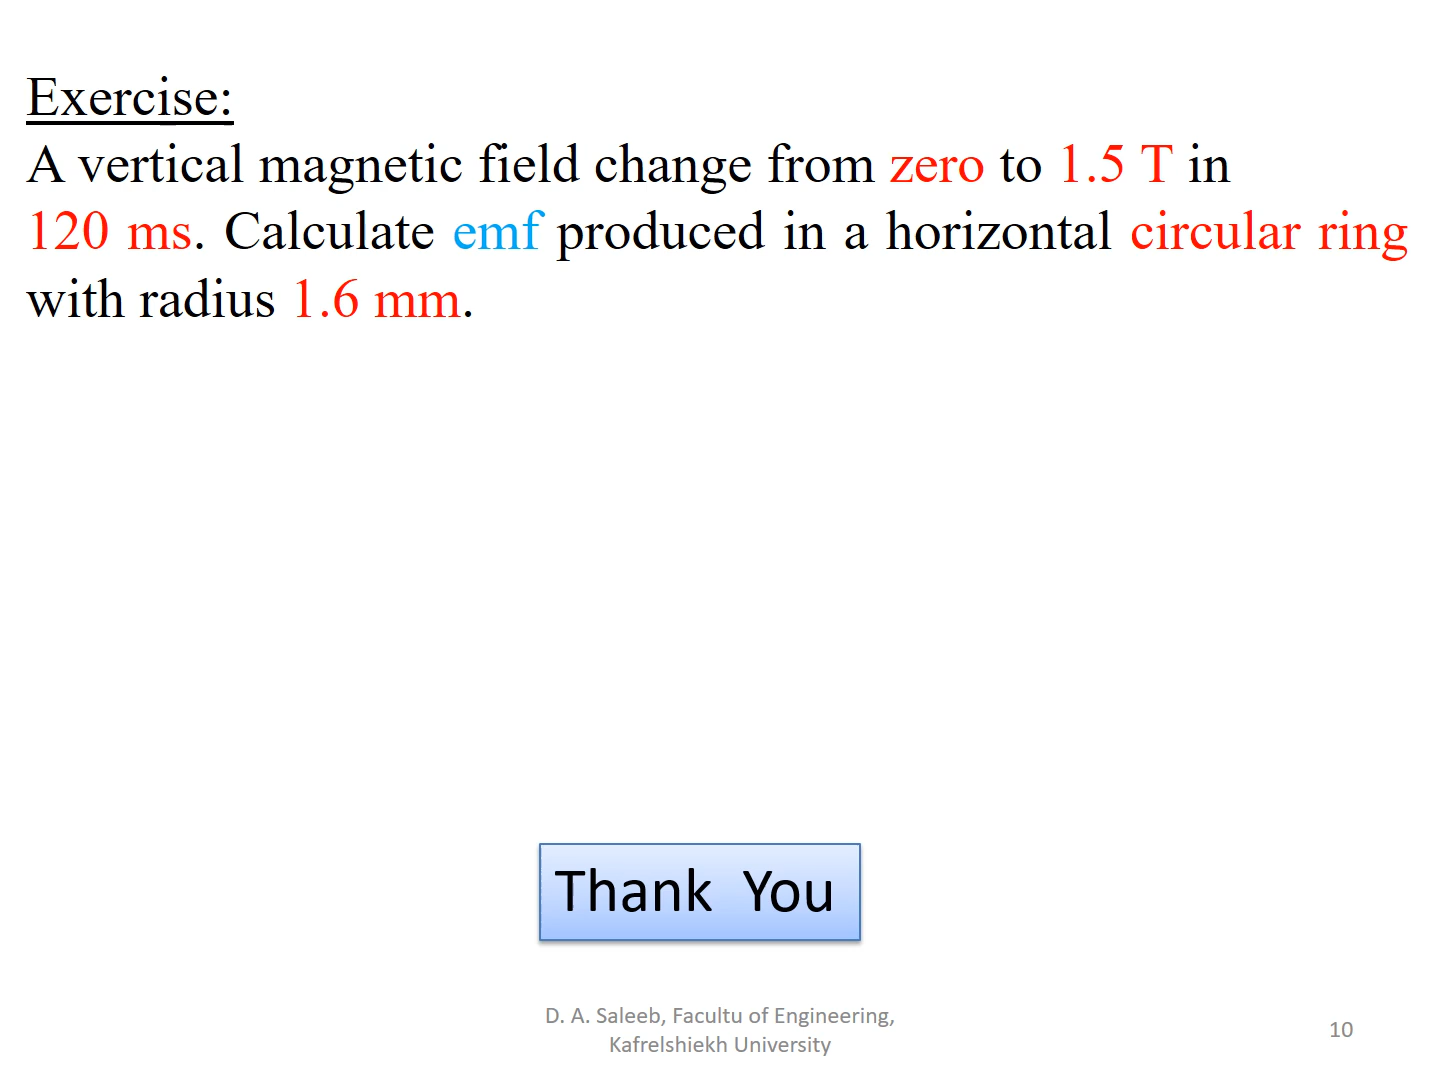 Exercise:
A vertical magnetic field change from zero to 1.5 T in
120 ms. Calculate emf produced in a horizontal circular ring
with radius 1.6 mm.
Thank You
D. A. Saleeb, Facultu of Engineering,
Kafrelshiekh University
10